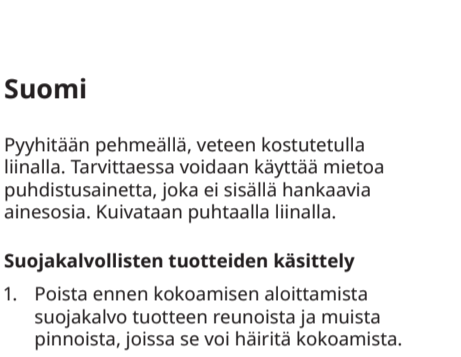 Suomi
Pyyhitään pehmeällä, veteen kostutetulla
liinalla. Tarvittaessa voidaan käyttää mietoa
puhdistusainetta, joka ei sisällä hankaavia
ainesosia. Kuivataan puhtaalla liinalla.
Suojakalvollisten tuotteiden käsittely
1. Poista ennen kokoamisen aloittamista
suojakalvo tuotteen reunoista ja muista
pinnoista, joissa se voi häiritä kokoamista.